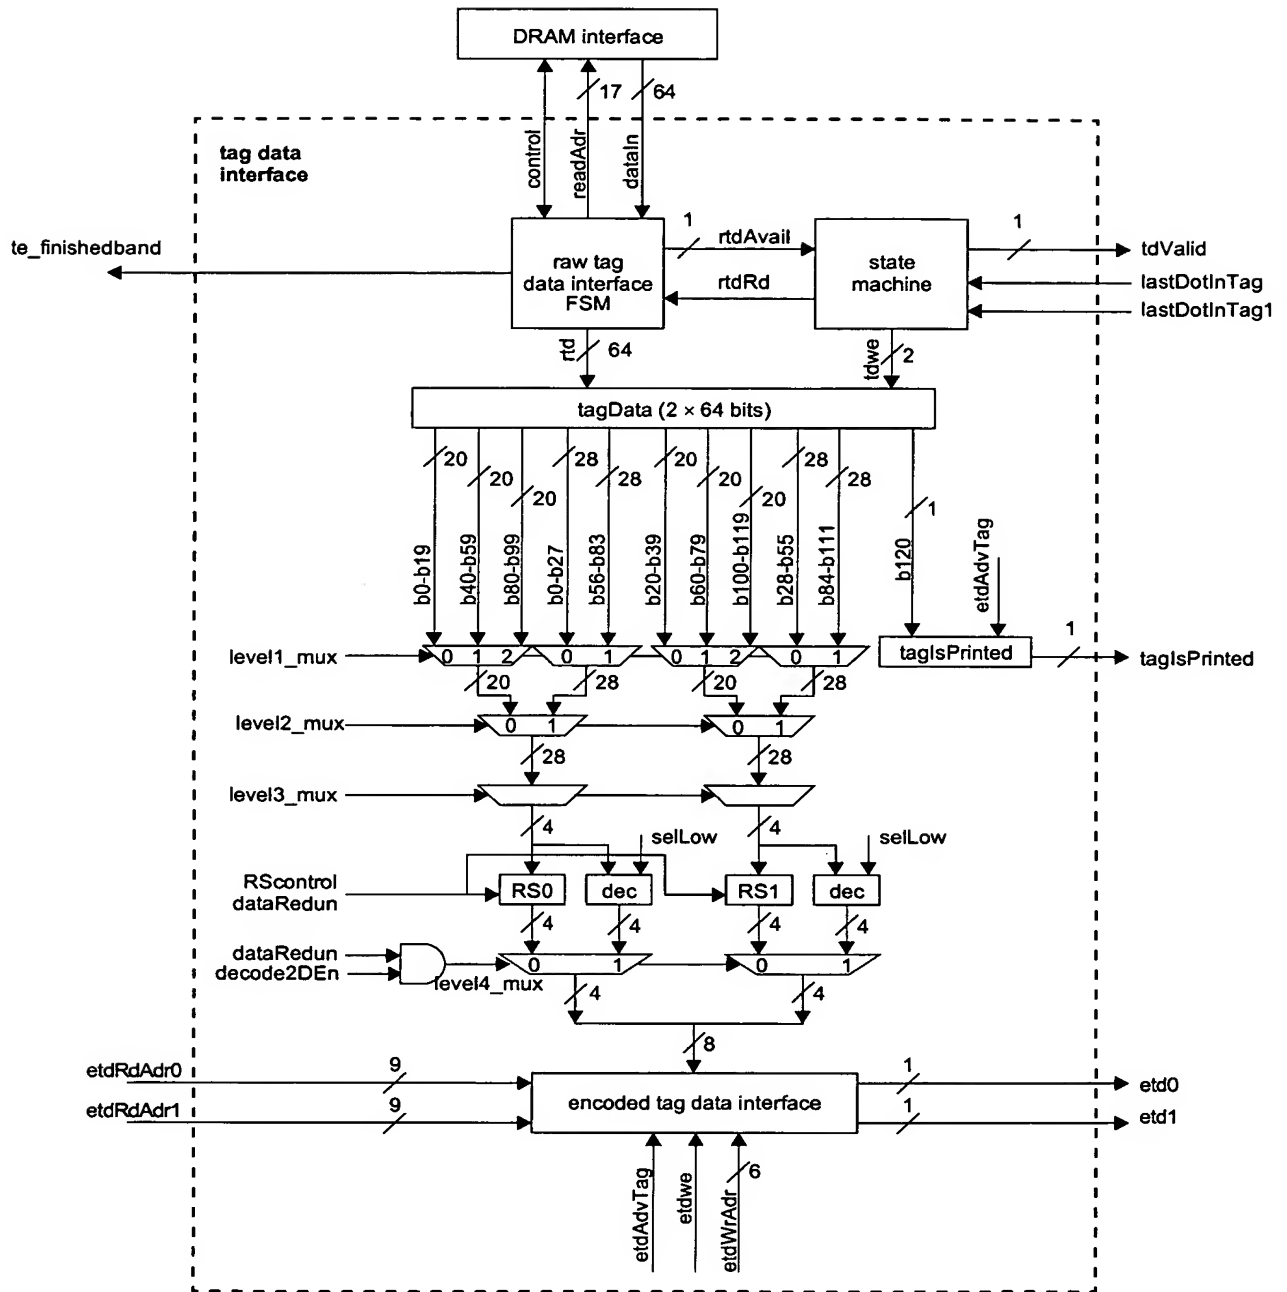 DRAM interface
17
64
control
readAdr
dataIn
tag data
interface
te_finishedband
raw tag
data interface
FSM
1
rtdAvail
rtdRd
state
machine
1
tdValid
lastDotInTag
lastDotInTag1
rtd
64
tdwe
2
tagData (2 × 64 bits)
20
20
20
28
28
20
20
20
28
28
1
b0-b19
b40-b59
b80-b99
b0-b27
b56-b83
b20-b39
b60-b79
b100-b119
b28-b55
b84-b111
b120
etdAdvTag
level1_mux
0 1 2
0 1
0 1 2
0 1
tagIsPrinted
1
tagIsPrinted
20
28
20
28
level2_mux
0 1
0 1
28
28
level3_mux
4
4
selLow
selLow
RScontrol
dataRedun
RS0
dec
RS1
dec
4
4
4
4
dataRedun
decode2DEn
level4_mux
0 1
0 1
4
4
8
etdRdAdr0
9
etdRdAdr1
9
encoded tag data interface
1
etd0
1
etd1
etdAdvTag
etdwe
etdWrAdr
6